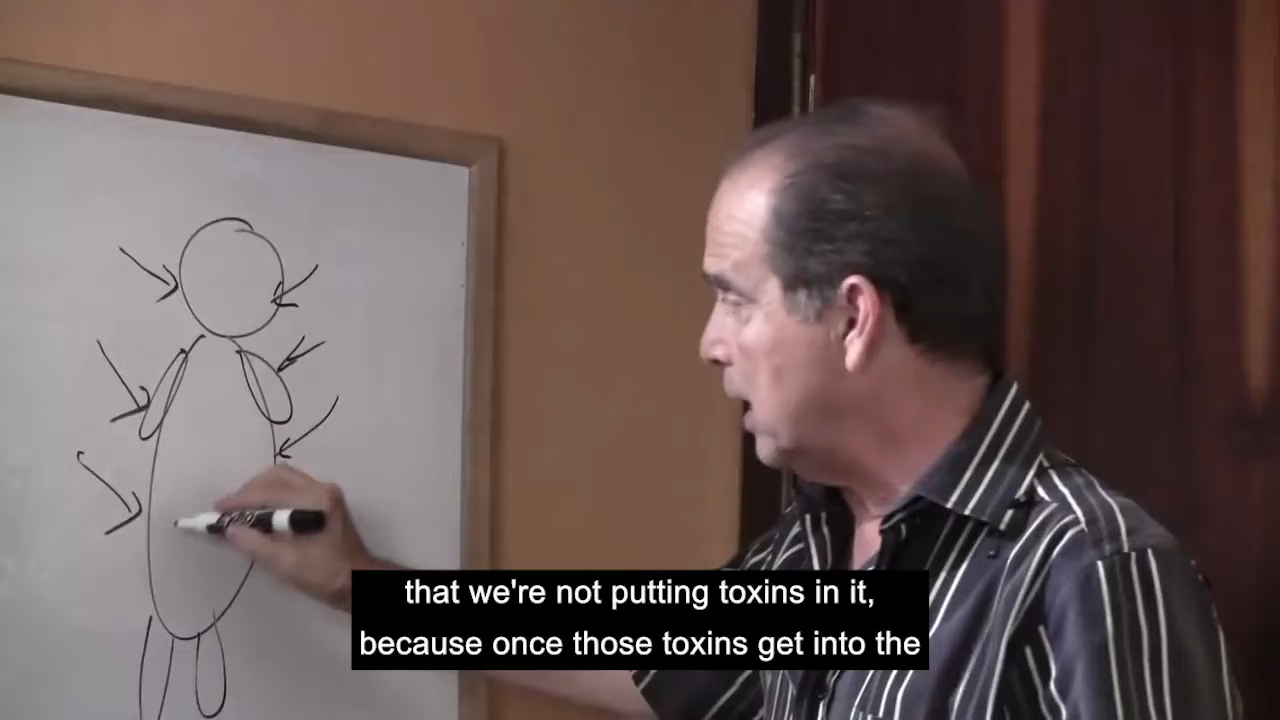 that we're not putting toxins in it,
because once those toxins get into the